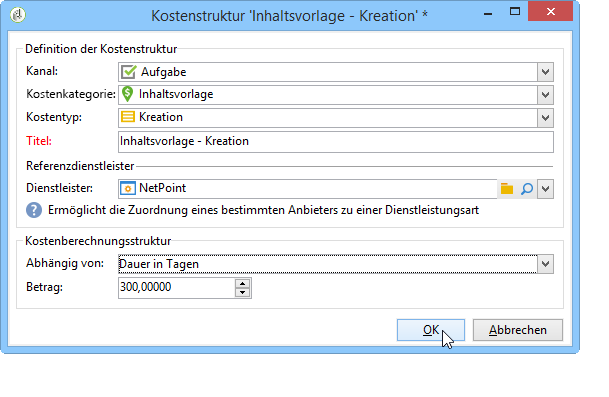 Kostenstruktur 'Inhaltsvorlage - Kreation' *
Definition der Kostenstruktur
Kanal: Aufgabe
Kostenkategorie: Inhaltsvorlage
Kostentyp: Kreation
Titel: Inhaltsvorlage - Kreation
Referenzdienstleister
Dienstleister: NetPoint
? Ermöglicht die Zuordnung eines bestimmten Anbieters zu einer Dienstleistungsart
Kostenberechnungsstruktur
Abhängig von: Dauer in Tagen
Betrag: 300,00000
OK Abbrechen